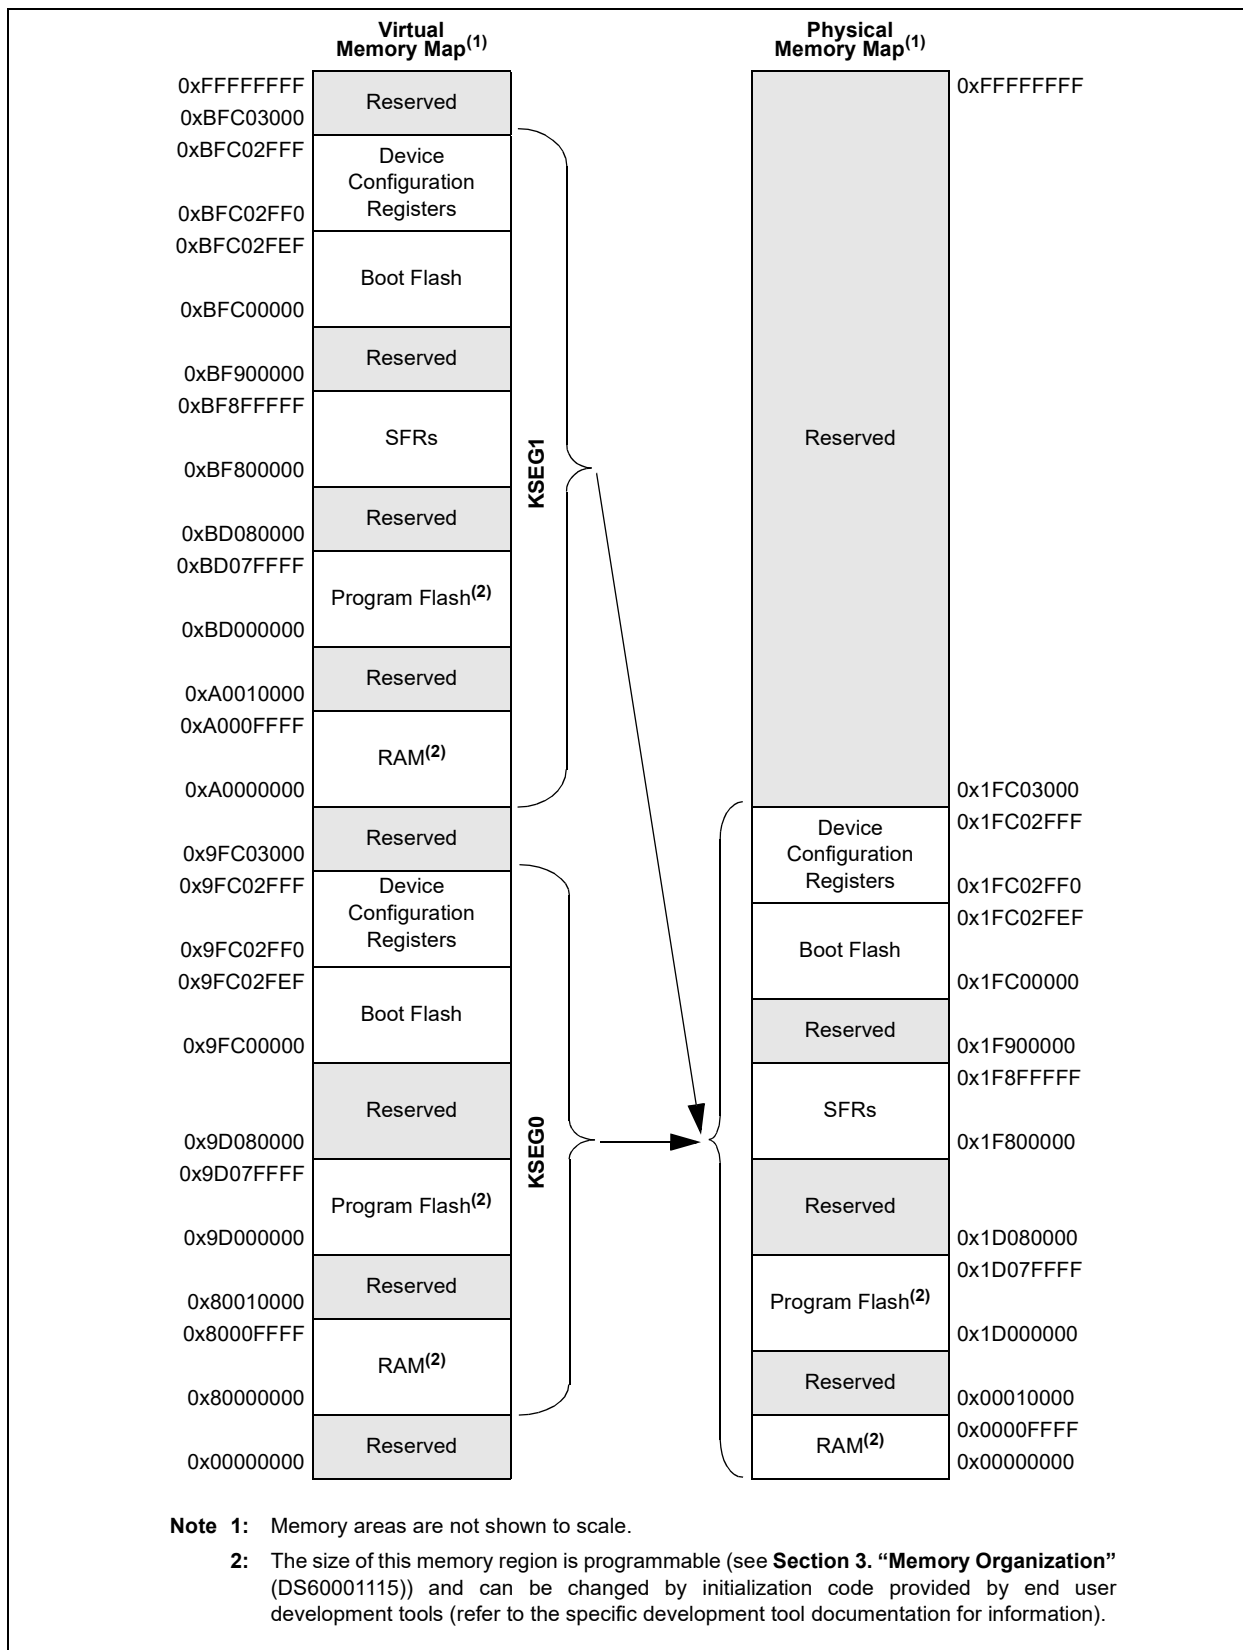 Virtual
Memory Map(1)
0xFFFFFFFF
Reserved
0xBFC03000
0xBFC02FFF
Device
Configuration
Registers
0xBFC02FF0
0xBFC02FEF
Boot Flash
0xBFC00000
Reserved
0xBF900000
0xBF8FFFFF
SFRs
0xBF800000
Reserved
0xBD080000
0xBD07FFFF
Program Flash(2)
0xBD000000
Reserved
0xA0010000
0xA000FFFF
RAM(2)
0xA0000000
KSEG1
Reserved
0x9FC03000
0x9FC02FFF
Device
Configuration
Registers
0x9FC02FF0
0x9FC02FEF
Boot Flash
0x9FC00000
Reserved
0x9D080000
0x9D07FFFF
Program Flash(2)
0x9D000000
Reserved
0x80010000
0x8000FFFF
RAM(2)
0x80000000
KSEG0
Reserved
0x00000000
Physical
Memory Map(1)
0xFFFFFFFF
Reserved
0x1FC03000
0x1FC02FFF
Device
Configuration
Registers
0x1FC02FF0
0x1FC02FEF
Boot Flash
0x1FC00000
Reserved
0x1F900000
0x1F8FFFFF
SFRs
0x1F800000
Reserved
0x1D080000
0x1D07FFFF
Program Flash(2)
0x1D000000
Reserved
0x00010000
0x0000FFFF
RAM(2)
0x00000000
Note 1: Memory areas are not shown to scale.
2: The size of this memory region is programmable (see Section 3. “Memory Organization”
(DS60001115)) and can be changed by initialization code provided by end user
development tools (refer to the specific development tool documentation for information).